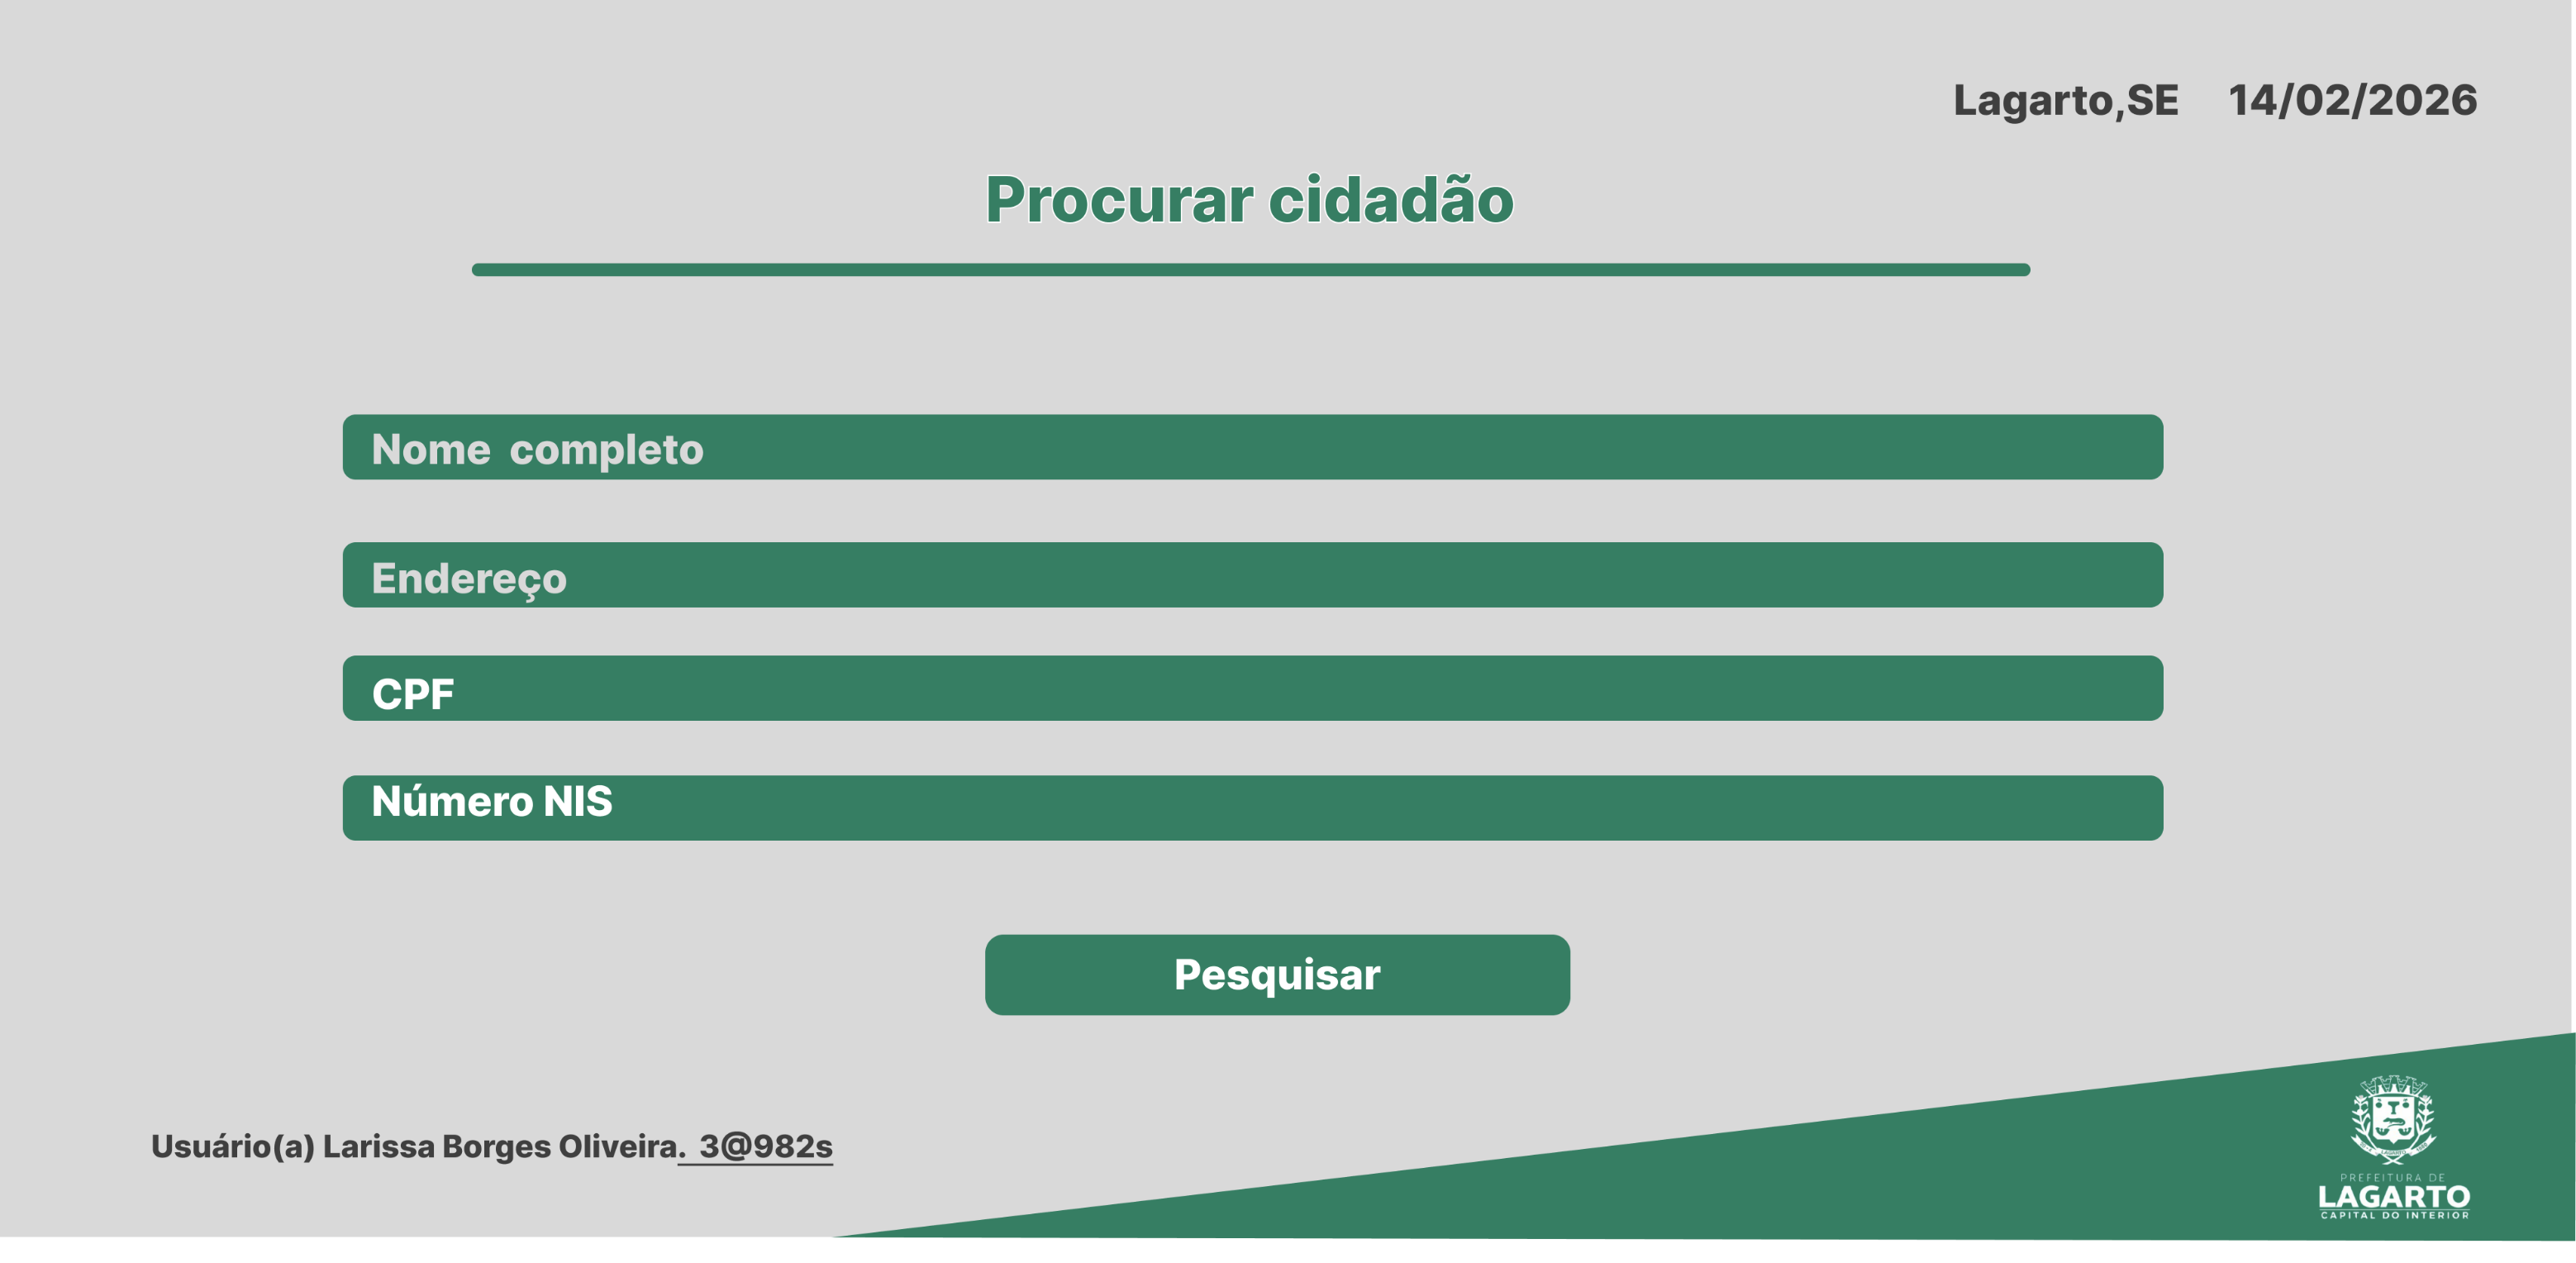 Lagarto,SE 14/02/2026
Procurar cidadão
Nome completo
Endereço
CPF
Número NIS
Pesquisar
Usuário(a) Larissa Borges Oliveira. 3@982s
PREFEITURA DE
LAGARTO
CAPITAL DO INTERIOR